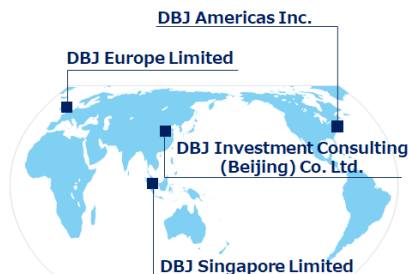 DBJ Americas Inc.
DBJ Europe Limited
DBJ Investment Consulting
(Beijing) Co. Ltd.
DBJ Singapore Limited